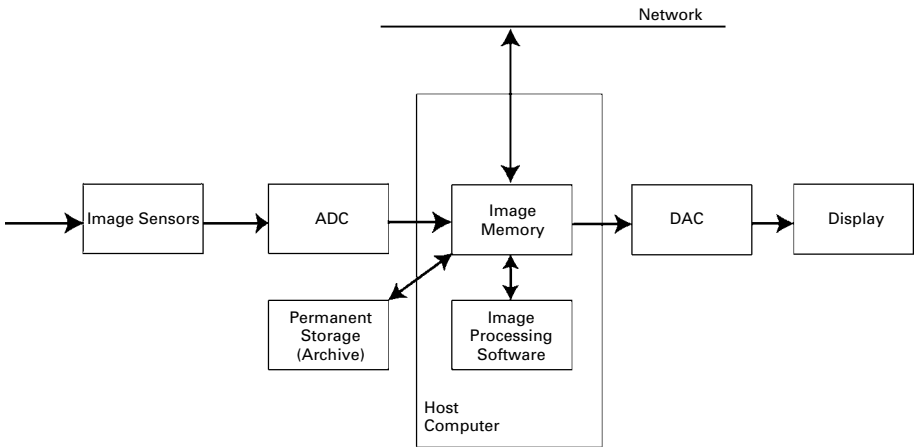 Network
Image Sensors
ADC
Image
Memory
DAC
Display
Permanent
Storage
(Archive)
Image
Processing
Software
Host
Computer